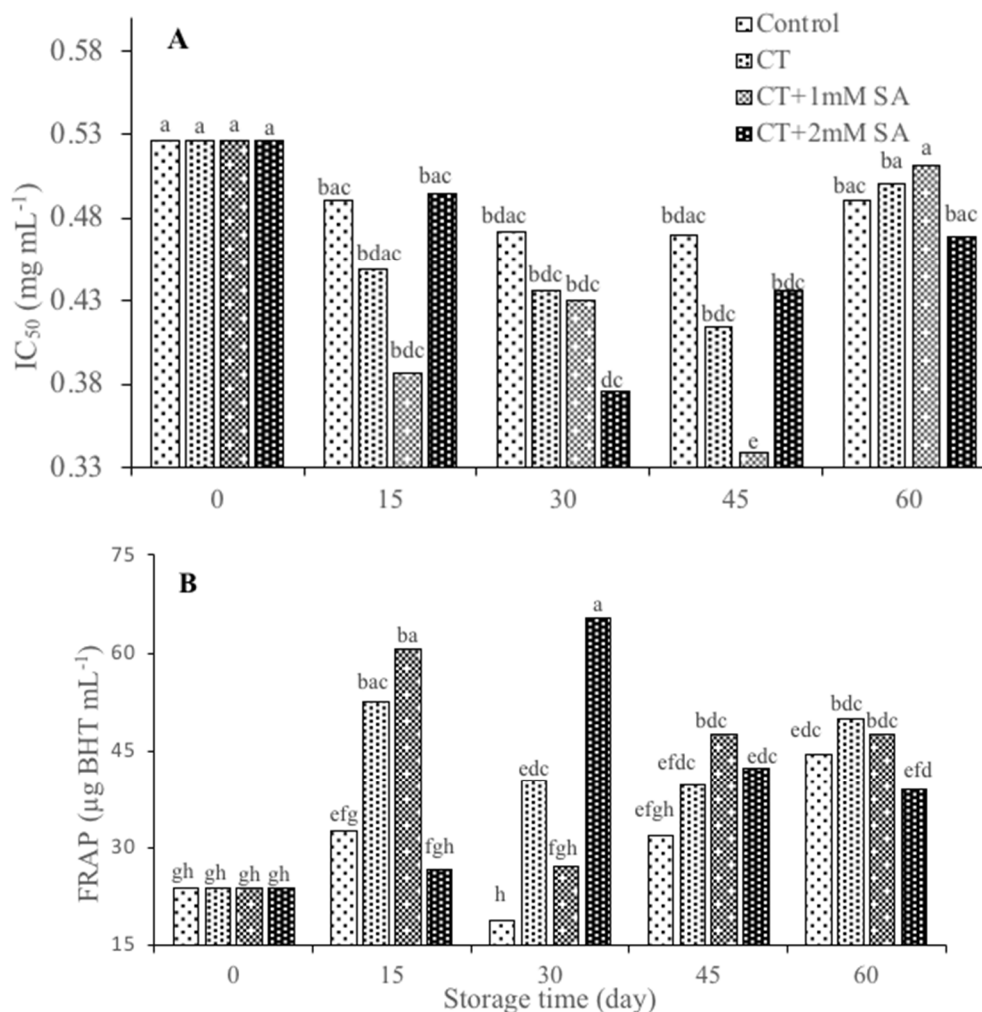 A
Control
CT
CT+1mM SA
CT+2mM SA
IC₅₀ (mg mL⁻¹)
0.58
0.53
0.48
0.43
0.38
0.33
a a a a
bac bdac bdc bac
bdac bdc bdc dc
bdac bdc e bdc
bac ba a bac
0 15 30 45 60
B
FRAP (µg BHT mL⁻¹)
75
60
45
30
15
gh gh gh gh
efg bac ba fgh
h edc fgh a
efgh efdc bdc edc
edc bdc bdc efd
0 15 30 45 60
Storage time (day)